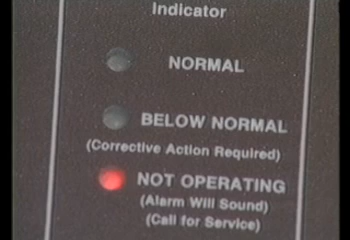 Indicator
NORMAL
BELOW NORMAL
(Corrective Action Required)
NOT OPERATING
(Alarm Will Sound)
(Call for Service)